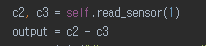 c2, c3 = self.read_sensor(1)
output = c2 - c3